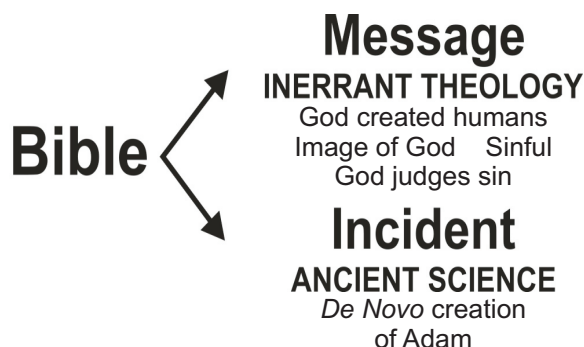 Bible
Message
INERRANT THEOLOGY
God created humans
Image of God Sinful
God judges sin
Incident
ANCIENT SCIENCE
De Novo creation
of Adam